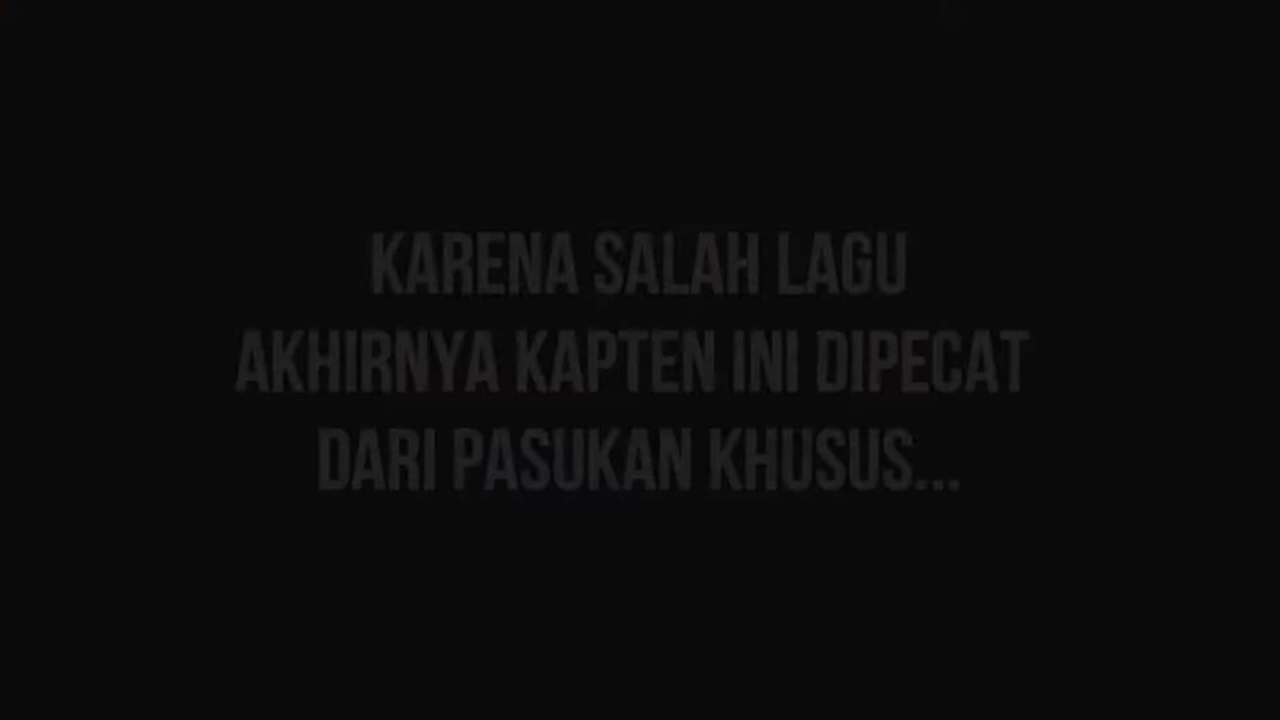 KARENA SALAH LAGU
AKHIRNYA KAPTEN INI DIPECAT
DARI PASUKAN KHUSUS...